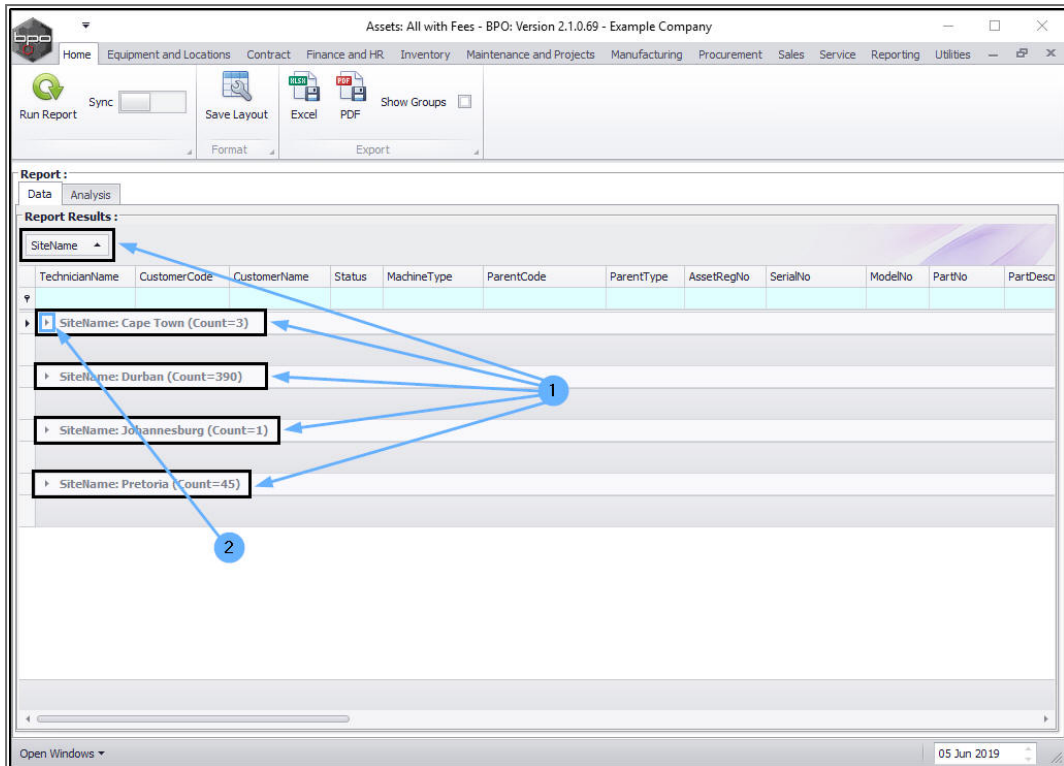 Assets: All with Fees - BPO: Version 2.1.0.69 - Example Company
bpo
Home Equipment and Locations Contract Finance and HR Inventory Maintenance and Projects Manufacturing Procurement Sales Service Reporting Utilities
Run Report Sync Save Layout XLSX Excel PDF PDF Show Groups
Format Export
Report :
Data Analysis
Report Results :
SiteName
TechnicianName CustomerCode CustomerName Status MachineType ParentCode ParentType AssetRegNo SerialNo ModelNo PartNo PartDescr
SiteName: Cape Town (Count=3)
SiteName: Durban (Count=390)
1
SiteName: Johannesburg (Count=1)
SiteName: Pretoria (Count=45)
2
Open Windows 05 Jun 2019